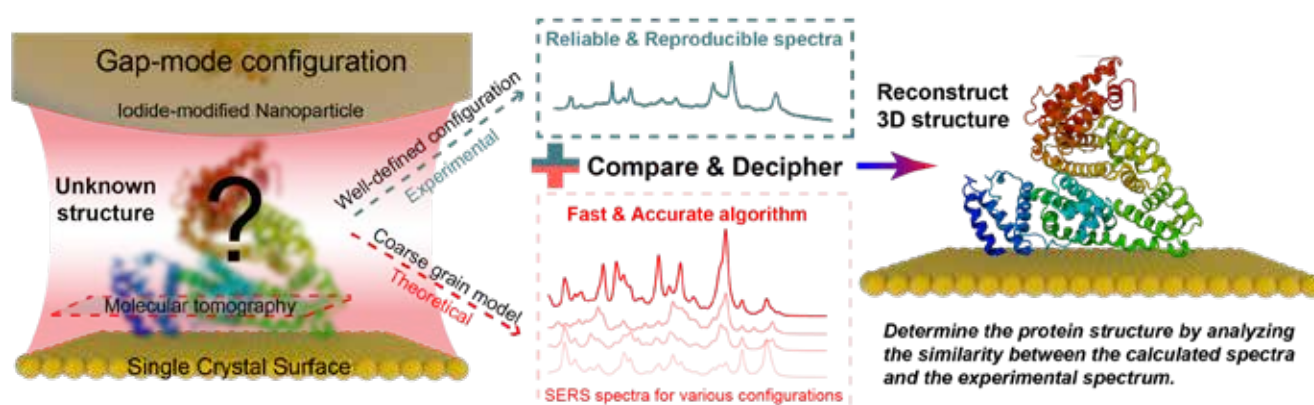 Gap-mode configuration
Iodide-modified Nanoparticle
Unknown
structure
?
Molecular tomography
Single Crystal Surface
Well-defined configuration
Experimental
Coarse grain model
Theoretical
Reliable & Reproducible spectra
Compare & Decipher
Fast & Accurate algorithm
SERS spectra for various configurations
Reconstruct
3D structure
Determine the protein structure by analyzing
the similarity between the calculated spectra
and the experimental spectrum.